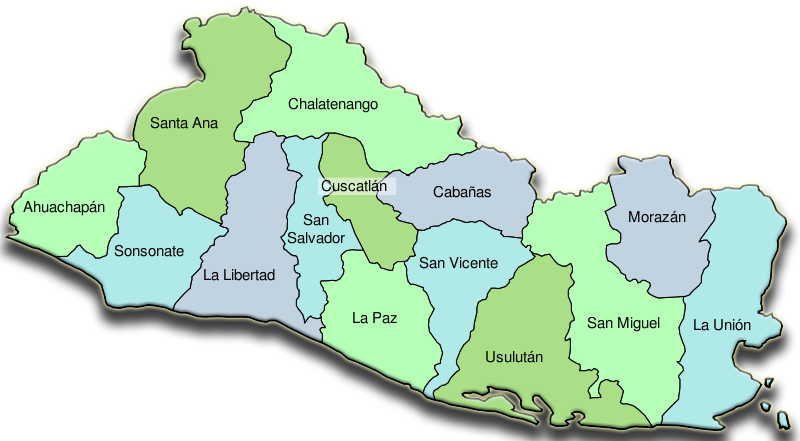 Chalatenango
Santa Ana
Cuscatlán
Cabañas
Ahuachapán
Morazán
San
Salvador
Sonsonate
San Vicente
La Libertad
La Paz
San Miguel
La Unión
Usulután